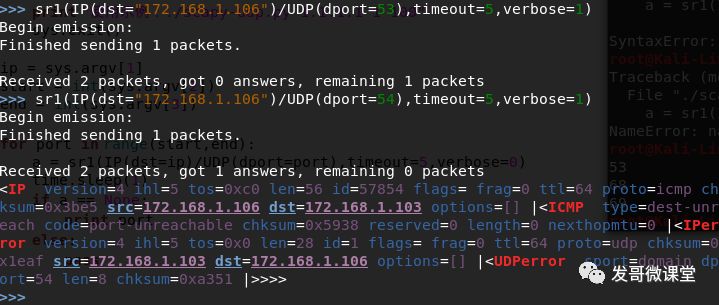 >>> sr1(IP(dst="172.168.1.106")/UDP(dport=53),timeout=5,verbose=1)
Begin emission:
Finished sending 1 packets.
ip = sys.argv[1]
Received 2 packets, got 0 answers, remaining 1 packets
>>> sr1(IP(dst="172.168.1.106")/UDP(dport=54),timeout=5,verbose=1)
Begin emission:
Finished sending 1 packets.
for port in range(start,end):
a = sr1(IP(dst=ip)/UDP(dport=port),timeout=5,verbose=0)
Received 2 packets, got 1 answers, remaining 0 packets
<IP  version=4 ihl=5 tos=0xc0 len=56 id=57854 flags= frag=0 ttl=64 proto=icmp ch
ksum=0x3be5 src=172.168.1.106 dst=172.168.1.103 options=[] |<ICMP  type=dest-unr
each code=port-unreachable chksum=0x5938 reserved=0 length=0 nexthopmtu=0 |<IPer
ror version=4 ihl=5 tos=0x0 len=28 id=1 flags= frag=0 ttl=64 proto=udp chksum=0
x1eaf src=172.168.1.103 dst=172.168.1.106 options=[] |<UDPerror  sport=domain dp
ort=54 len=8 chksum=0xa351 |>>>>
>>>
a = sr1(
SyntaxError:
root@Kali-Li
Traceback (mo
File "./sca
a = sr1(I
NameError: n
root@Kali-Li
53
发哥微课堂